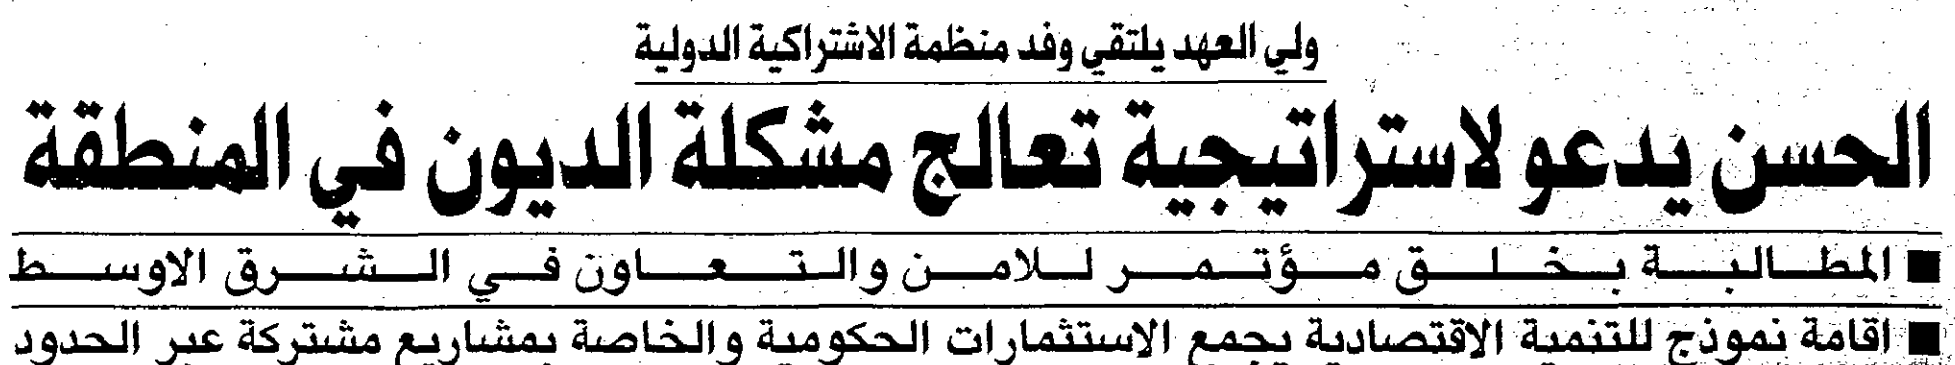 ولي العهد يلتقي وفد منظمة الاشتراكية الدولية
الحسن يدعو لاستراتيجية تعالج مشكلة الديون في المنطقة
■ المطالبة بخلق مؤتمر للامن والتعاون في الشرق الاوسط
■ اقامة نموذج للتنمية الاقتصادية يجمع الاستثمارات الحكومية والخاصة بمشاريع مشتركة عبر الحدود